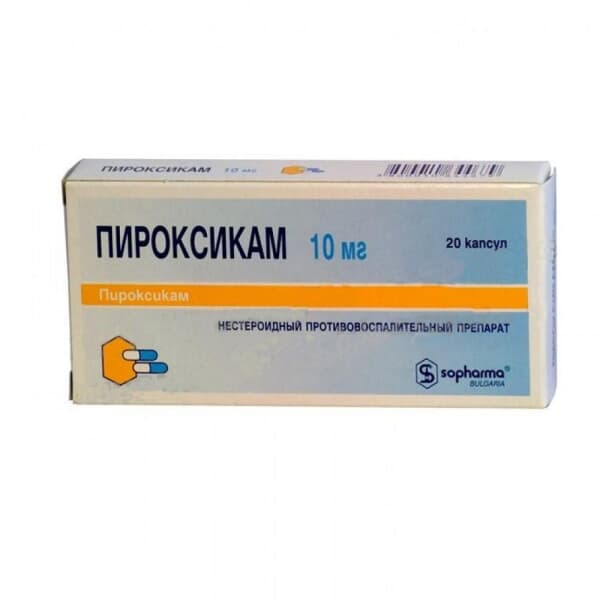 ПИРОКСИКАМ 10 мг
ПИРОКСИКАМ 10 мг
20 капсул
Пироксикам
НЕСТЕРОИДНЫЙ ПРОТИВОВОСПАЛИТЕЛЬНЫЙ ПРЕПАРАТ
sopharma®
BULGARIA